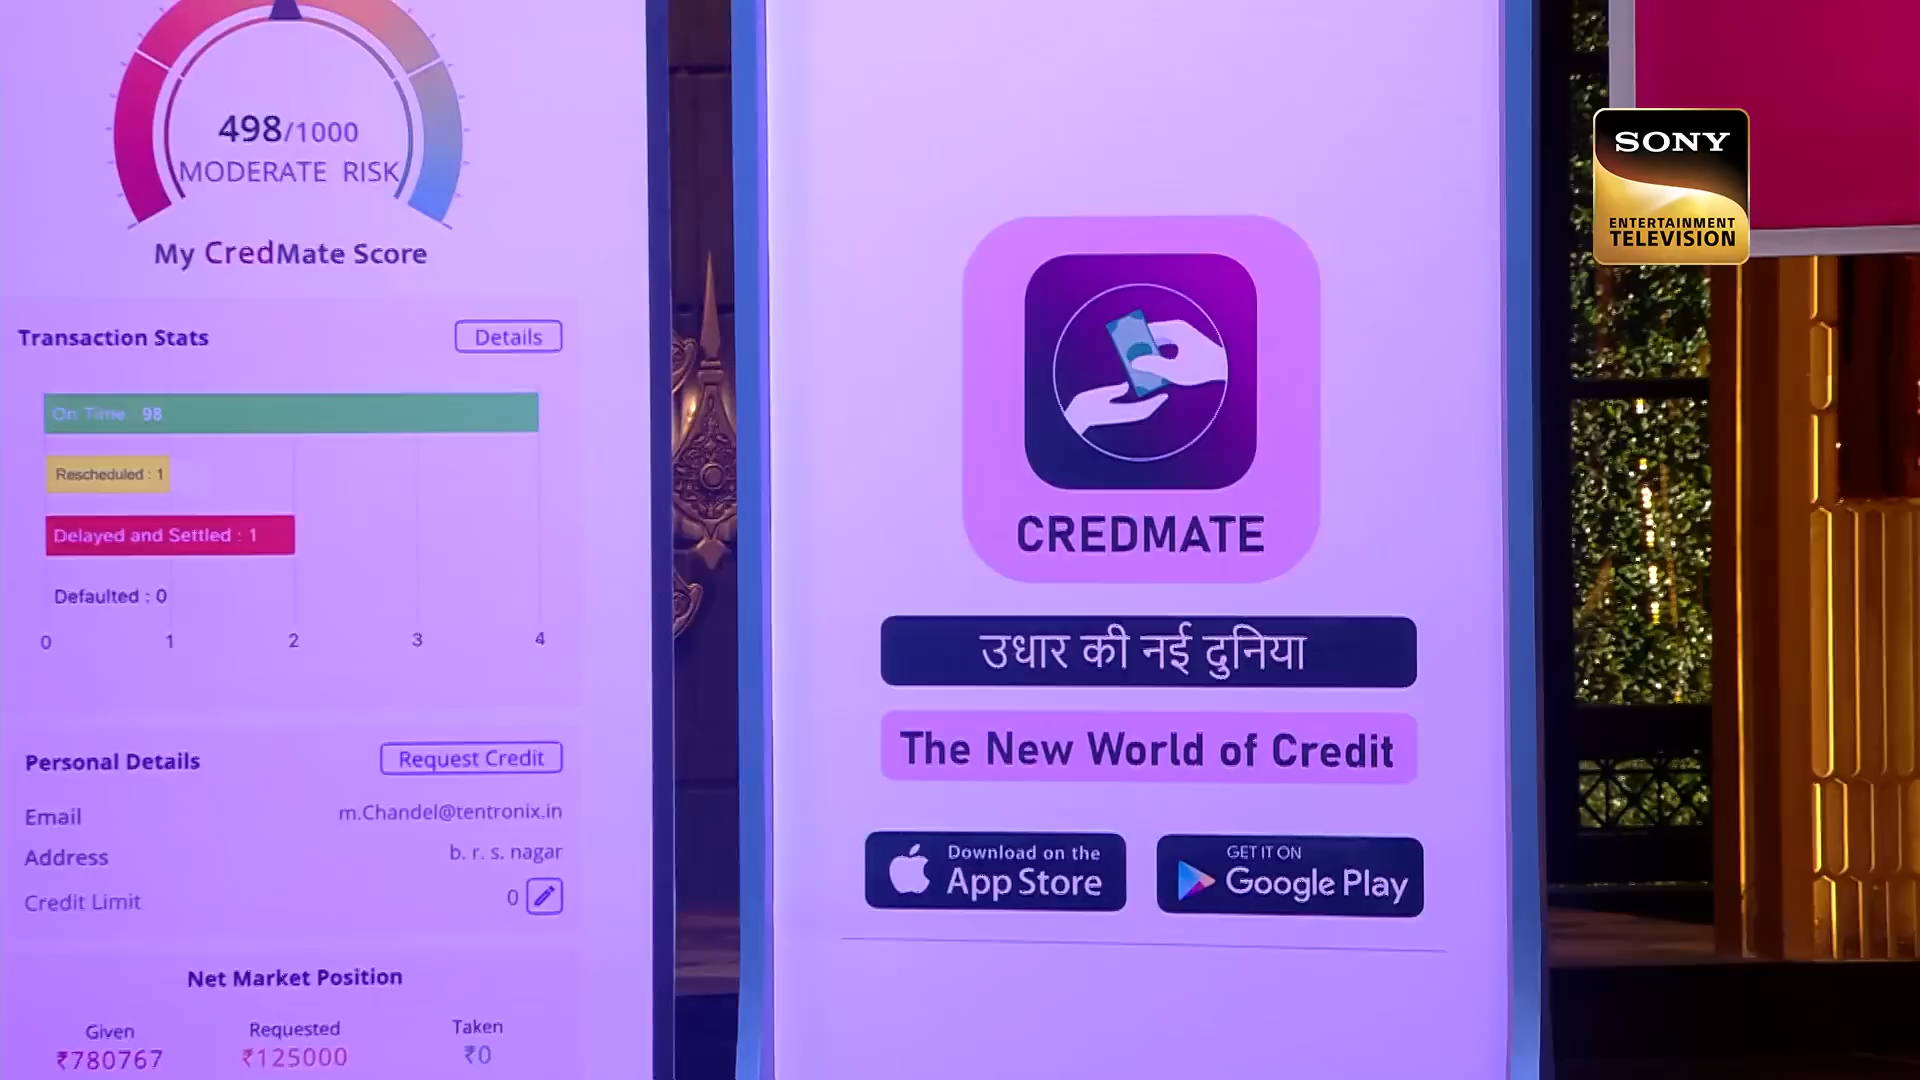 498/1000
MODERATE RISK
My CredMate Score
Transaction Stats
Details
On Time 98
Rescheduled : 1
Delayed and Settled : 1
Defaulted : 0
0 1 2 3 4
Personal Details
Request Credit
Email
m.Chandel@tentronix.in
Address
b. r. s. nagar
Credit Limit
0
Net Market Position
Given
Requested
Taken
₹780767
₹125000
₹0
CREDMATE
उधार की नई दुनिया
The New World of Credit
Download on the
App Store
GET IT ON
Google Play
SONY
ENTERTAINMENT
TELEVISION